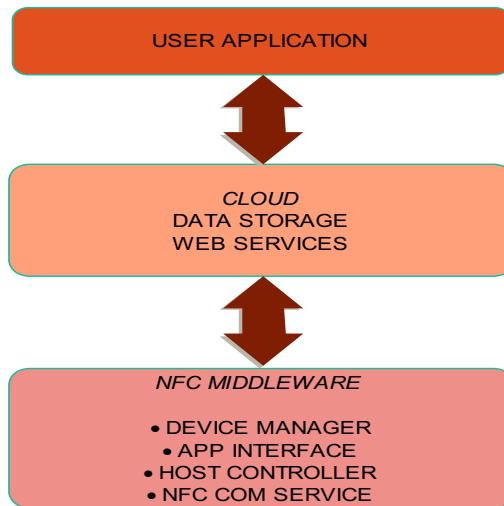 USER APPLICATION
CLOUD
DATA STORAGE
WEB SERVICES
NFC MIDDLEWARE
• DEVICE MANAGER
• APP INTERFACE
• HOST CONTROLLER
• NFC COM SERVICE